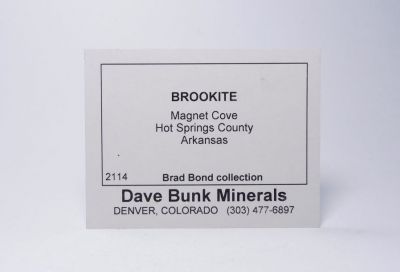 BROOKITE
Magnet Cove
Hot Springs County
Arkansas
2114 Brad Bond collection
Dave Bunk Minerals
DENVER, COLORADO (303) 477-6897